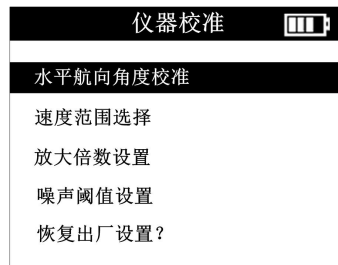 仪器校准
水平航向角度校准
速度范围选择
放大倍数设置
噪声阈值设置
恢复出厂设置？